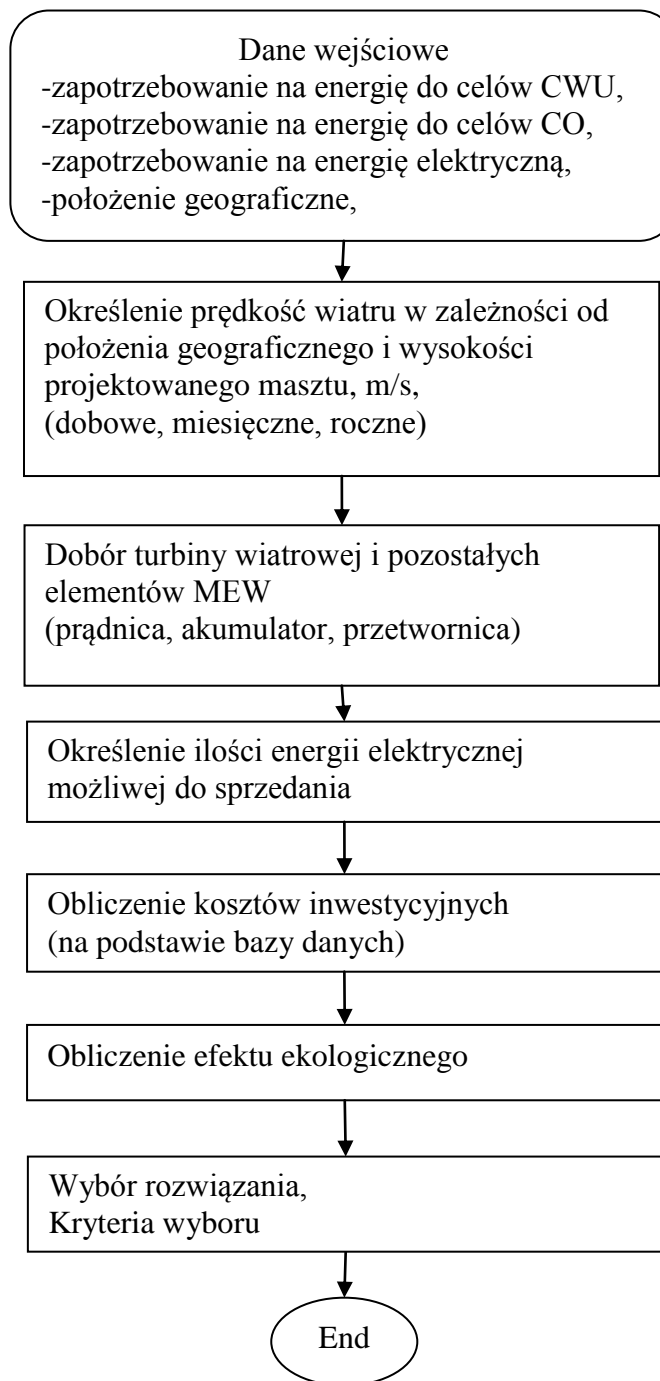 Dane wejściowe
-zapotrzebowanie na energię do celów CWU,
-zapotrzebowanie na energię do celów CO,
-zapotrzebowanie na energię elektryczną,
-położenie geograficzne,
Określenie prędkość wiatru w zależności od
położenia geograficznego i wysokości
projektowanego masztu, m/s,
(dobowe, miesięczne, roczne)
Dobór turbiny wiatrowej i pozostałych
elementów MEW
(prądnica, akumulator, przetwornica)
Określenie ilości energii elektrycznej
możliwej do sprzedania
Obliczenie kosztów inwestycyjnych
(na podstawie bazy danych)
Obliczenie efektu ekologicznego
Wybór rozwiązania,
Kryteria wyboru
End